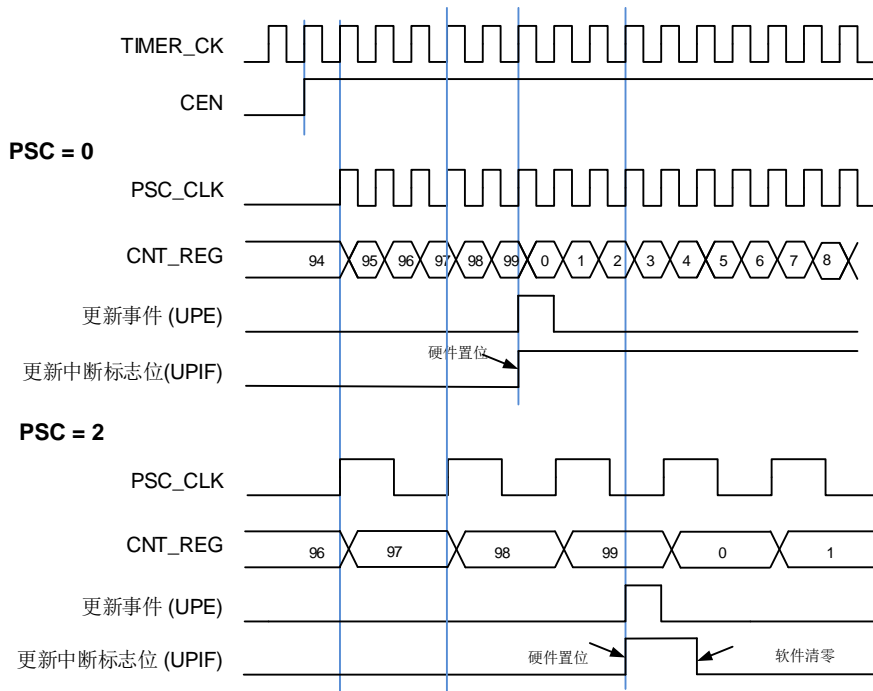 TIMER_CK
CEN
PSC = 0
PSC_CLK
CNT_REG 94 95 96 97 98 99 0 1 2 3 4 5 6 7 8
更新事件 (UPE)
硬件置位
更新中断标志位(UPIF)
PSC = 2
PSC_CLK
CNT_REG 96 97 98 99 0 1
更新事件 (UPE)
更新中断标志位 (UPIF) 硬件置位 软件清零